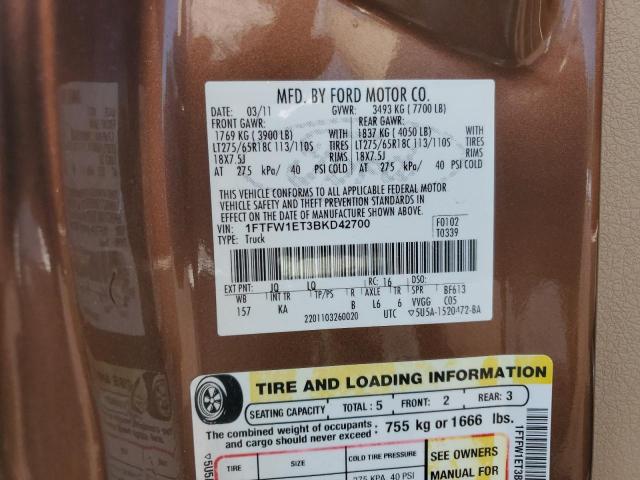 MFD. BY FORD MOTOR CO.
DATE: 03/11 GVWR: 3493 KG ( 7700 LB)
FRONT GAWR: REAR GAWR:
1769 KG ( 3900 LB) WITH 1837 KG ( 4050 LB) WITH
LT275/65R18C 113/110S TIRES LT275/65R18C 113/110S TIRES
18X7.5J RIMS 18X7.5J RIMS
AT 275 kPa/ 40 PSI COLD AT 275 kPa/ 40 PSI COLD
THIS VEHICLE CONFORMS TO ALL APPLICABLE FEDERAL MOTOR
VEHICLE SAFETY AND THEFT PREVENTION STANDARDS IN
EFFECT ON THE DATE OF MANUFACTURE SHOWN ABOVE.
VIN: 1FTFW1ET3BKD42700 F0102
TYPE: Truck T0339
EXT PNT: JQ LQ RC: 16 DSO:
WB INT TR TP/PS R AXLE TR SPR BF613
157 KA B L6 6 VVGG C05
2201103260020 UTC ▽5U5A-1520472-BA
TIRE AND LOADING INFORMATION
SEATING CAPACITY TOTAL : 5 FRONT: 2 REAR: 3
The combined weight of occupants and cargo should never exceed : 755 kg or 1666 lbs.
TIRE SIZE COLD TIRE PRESSURE SEE OWNERS
MANUAL FOR
275 KPA, 40 PSI